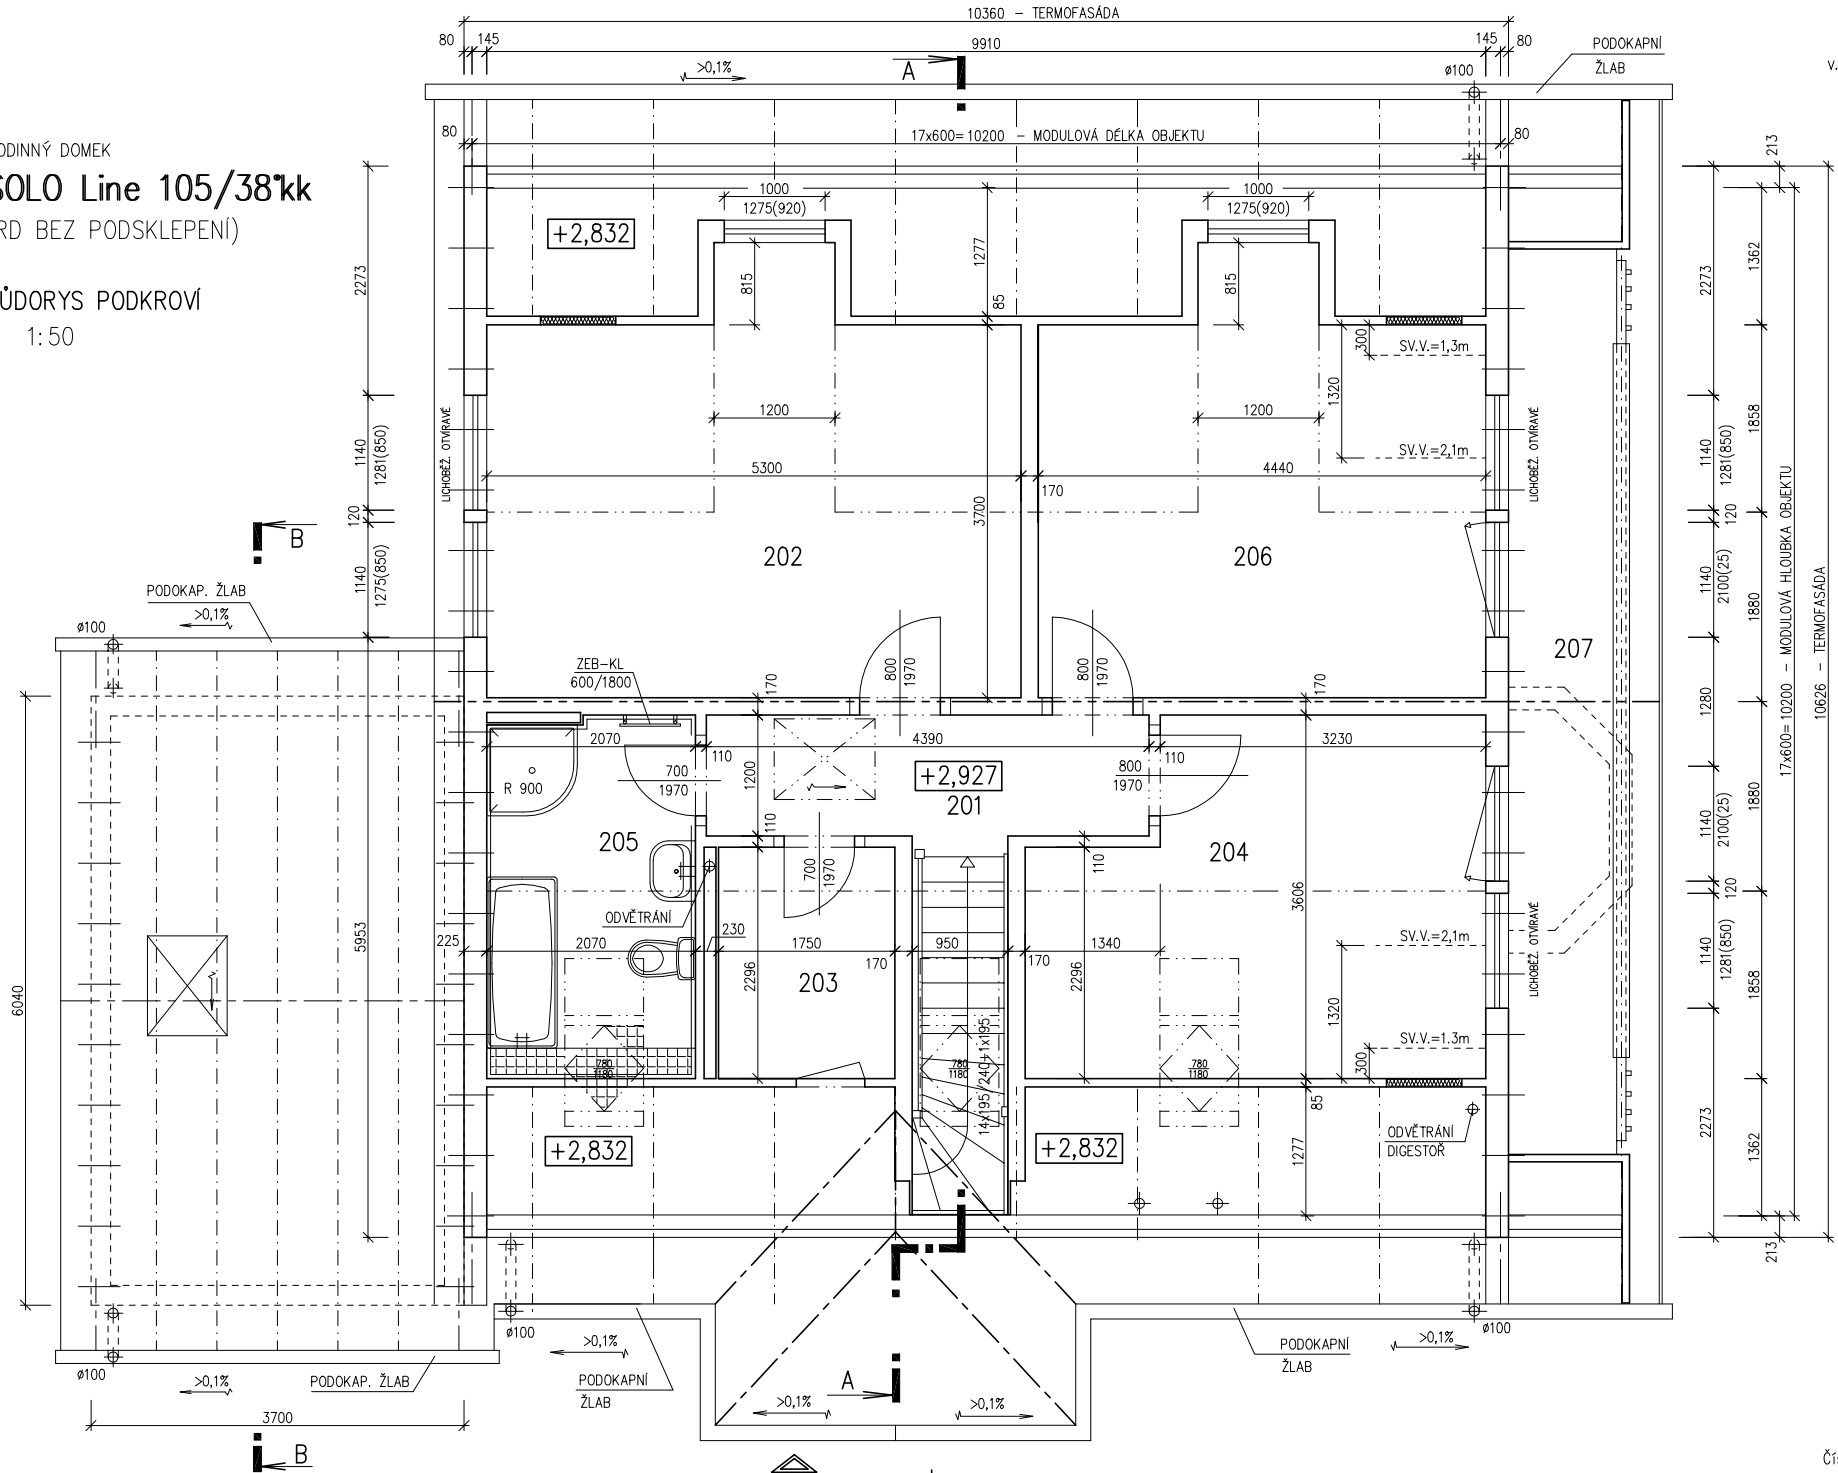 10360 - TERMOFASÁDA
80
145
9910
145
80
PODOKAPNÍ
ŽLAB
>0,1%
A
ø100
v.
80
17x600=10200 - MODULOVÁ DÉLKA OBJEKTU
80
ODINNÝ DOMEK
SOLO Line 105/38°kk
RD BEZ PODSKLEPENÍ)
ŮDORYS PODKROVÍ
1:50
213
1000
1275(920)
1000
1275(920)
+2,832
1277
2273
815
85
815
2273
1362
300
SV.V.=1,3m
1320
LICHOBĚŽ. OTVÍRAVÉ
1200
1200
LICHOBĚŽ. OTVÍRAVÉ
1140
1281(850)
SV.V.=2,1m
1140
1281(850)
1858
5300
4440
170
3700
120
120
B
202
206
1140
1275(850)
1140
2100(25)
1880
17x600=10200 - MODULOVÁ HLOUBKA OBJEKTU
10626 - TERMOFASÁDA
PODOKAP. ŽLAB
>0,1%
ø100
207
ZEB-KL
600/1800
800
1970
800
1970
170
170
1280
2070
110
4390
110
3230
700
1970
1200
+2,927
201
800
1970
R 900
1880
1140
2100(25)
110
205
700
1970
110
204
120
3606
ODVĚTRÁNÍ
5953
225
2070
230
1750
170
950
170
1340
SV.V.=2,1m
1140
1281(850)
LICHOBĚŽ. OTVÍRAVÉ
1858
2296
203
2296
6040
1320
14x195/240+1x195
SV.V.=1.3m
300
780
1180
780
1180
780
1180
85
2273
+2,832
+2,832
ODVĚTRÁNÍ
DIGESTOŘ
1277
1362
213
ø100
>0,1%
PODOKAPNÍ
ŽLAB
ø100
>0,1%
PODOKAPNÍ
ŽLAB
ø100
>0,1%
PODOKAP. ŽLAB
A
>0,1%
>0,1%
3700
B
Čís